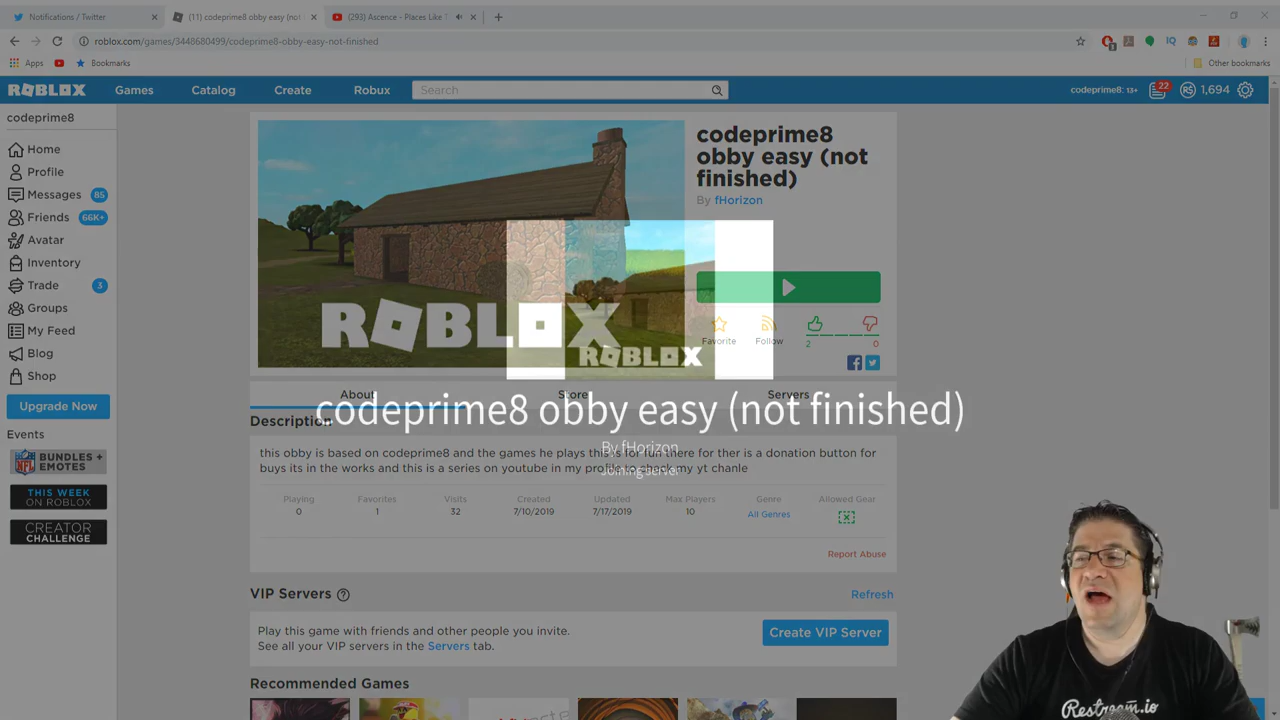 Notifications / Twitter
(11) codeprime8 obby easy (not
(293) Ascence - Places Like T
roblox.com/games/3448680499/codeprime8-obby-easy-not-finished
Apps
Bookmarks
Other bookmarks
ROBLOX
Games
Catalog
Create
Robux
Search
codeprime8: 13+
22
1,694
codeprime8
Home
Profile
Messages 85
Friends 66K+
Avatar
Inventory
Trade 3
Groups
My Feed
Blog
Shop
Upgrade Now
Events
NFL BUNDLES + EMOTES
THIS WEEK
ON ROBLOX
CREATOR
CHALLENGE
codeprime8
obby easy (not
finished)
By fHorizon
ROBLOX
ROBLOX
Favorite
Follow
2
0
About
Store
Servers
codeprime8 obby easy (not finished)
By fHorizon
Joining server
Description
this obby is based on codeprime8 and the games he plays this is for fun there for ther is a donation button for
buys its in the works and this is a series on youtube in my profile to check my yt chanle
Playing
0
Favorites
1
Visits
32
Created
7/10/2019
Updated
7/17/2019
Max Players
10
Genre
All Genres
Allowed Gear
Report Abuse
VIP Servers
Refresh
Play this game with friends and other people you invite.
See all your VIP servers in the Servers tab.
Create VIP Server
Recommended Games
Restream.io